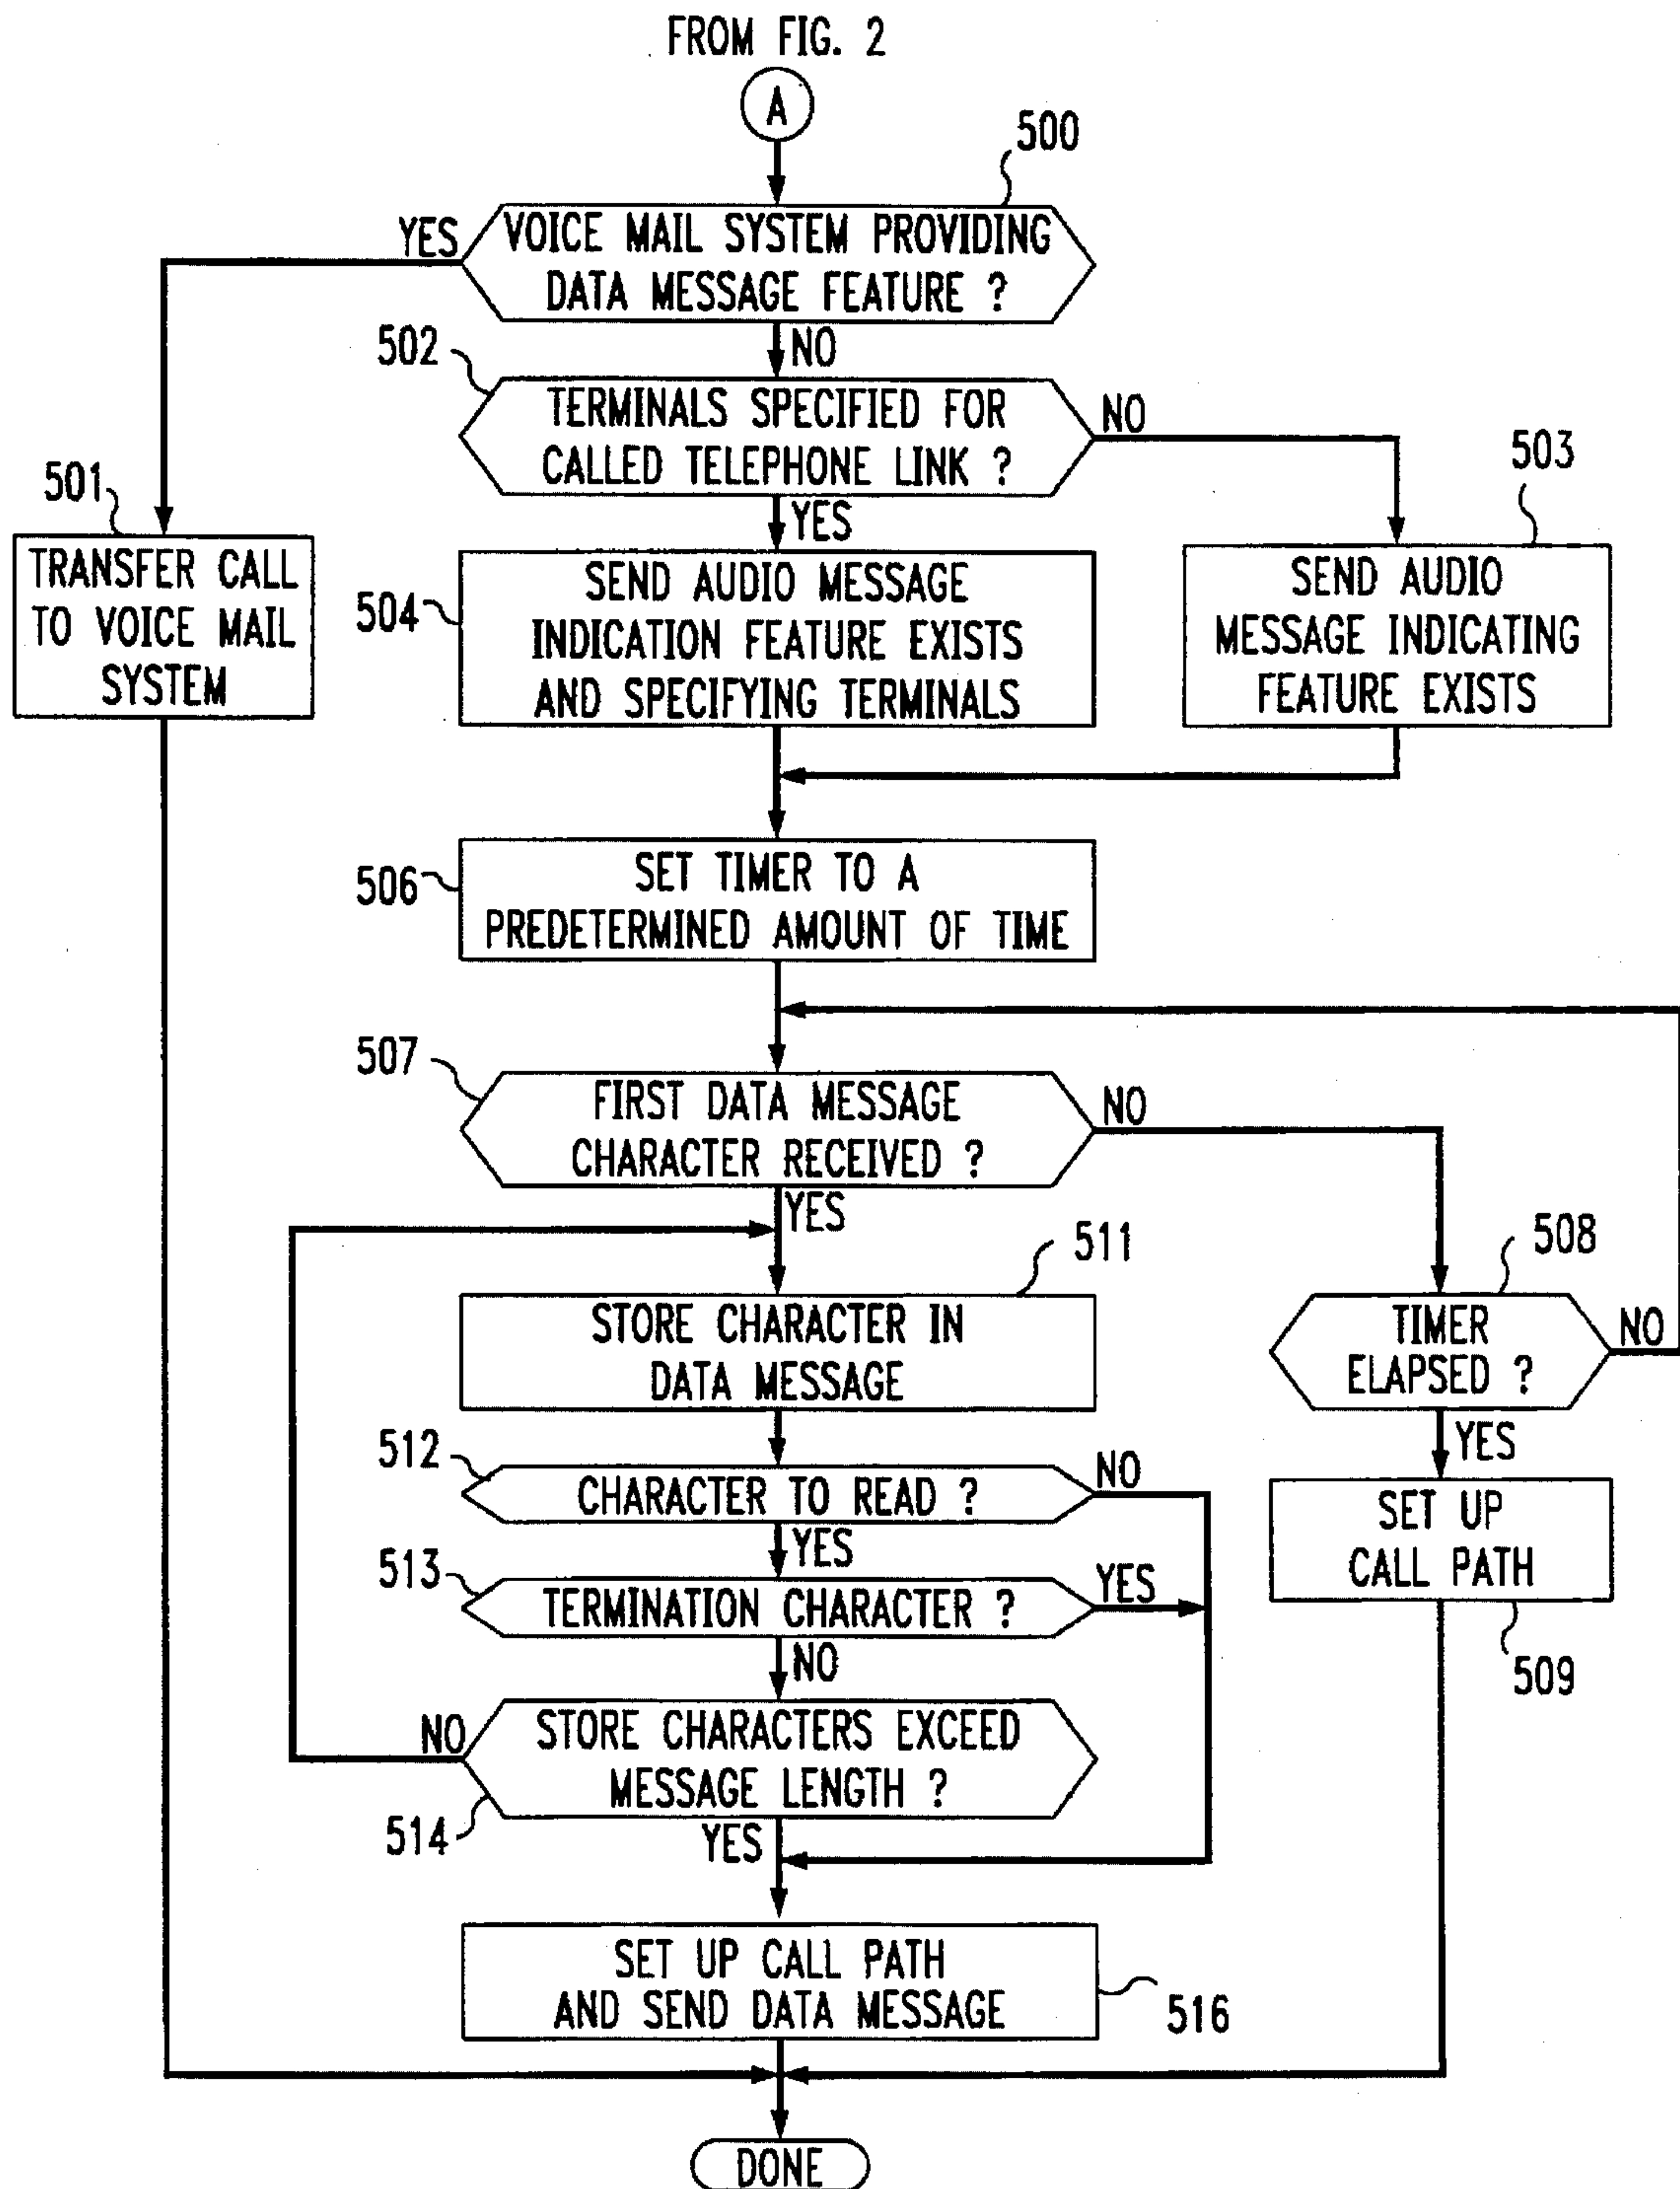 FROM FIG. 2
A
500
VOICE MAIL SYSTEM PROVIDING
DATA MESSAGE FEATURE ?
YES
NO
502
TERMINALS SPECIFIED FOR
CALLED TELEPHONE LINK ?
NO
YES
501
TRANSFER CALL
TO VOICE MAIL
SYSTEM
504
SEND AUDIO MESSAGE
INDICATION FEATURE EXISTS
AND SPECIFYING TERMINALS
503
SEND AUDIO
MESSAGE INDICATING
FEATURE EXISTS
506
SET TIMER TO A
PREDETERMINED AMOUNT OF TIME
507
FIRST DATA MESSAGE
CHARACTER RECEIVED ?
NO
YES
508
TIMER
ELAPSED ?
NO
YES
511
STORE CHARACTER IN
DATA MESSAGE
512
CHARACTER TO READ ?
NO
YES
SET UP
CALL PATH
509
513
TERMINATION CHARACTER ?
YES
NO
STORE CHARACTERS EXCEED
MESSAGE LENGTH ?
NO
514
YES
SET UP CALL PATH
AND SEND DATA MESSAGE
516
DONE